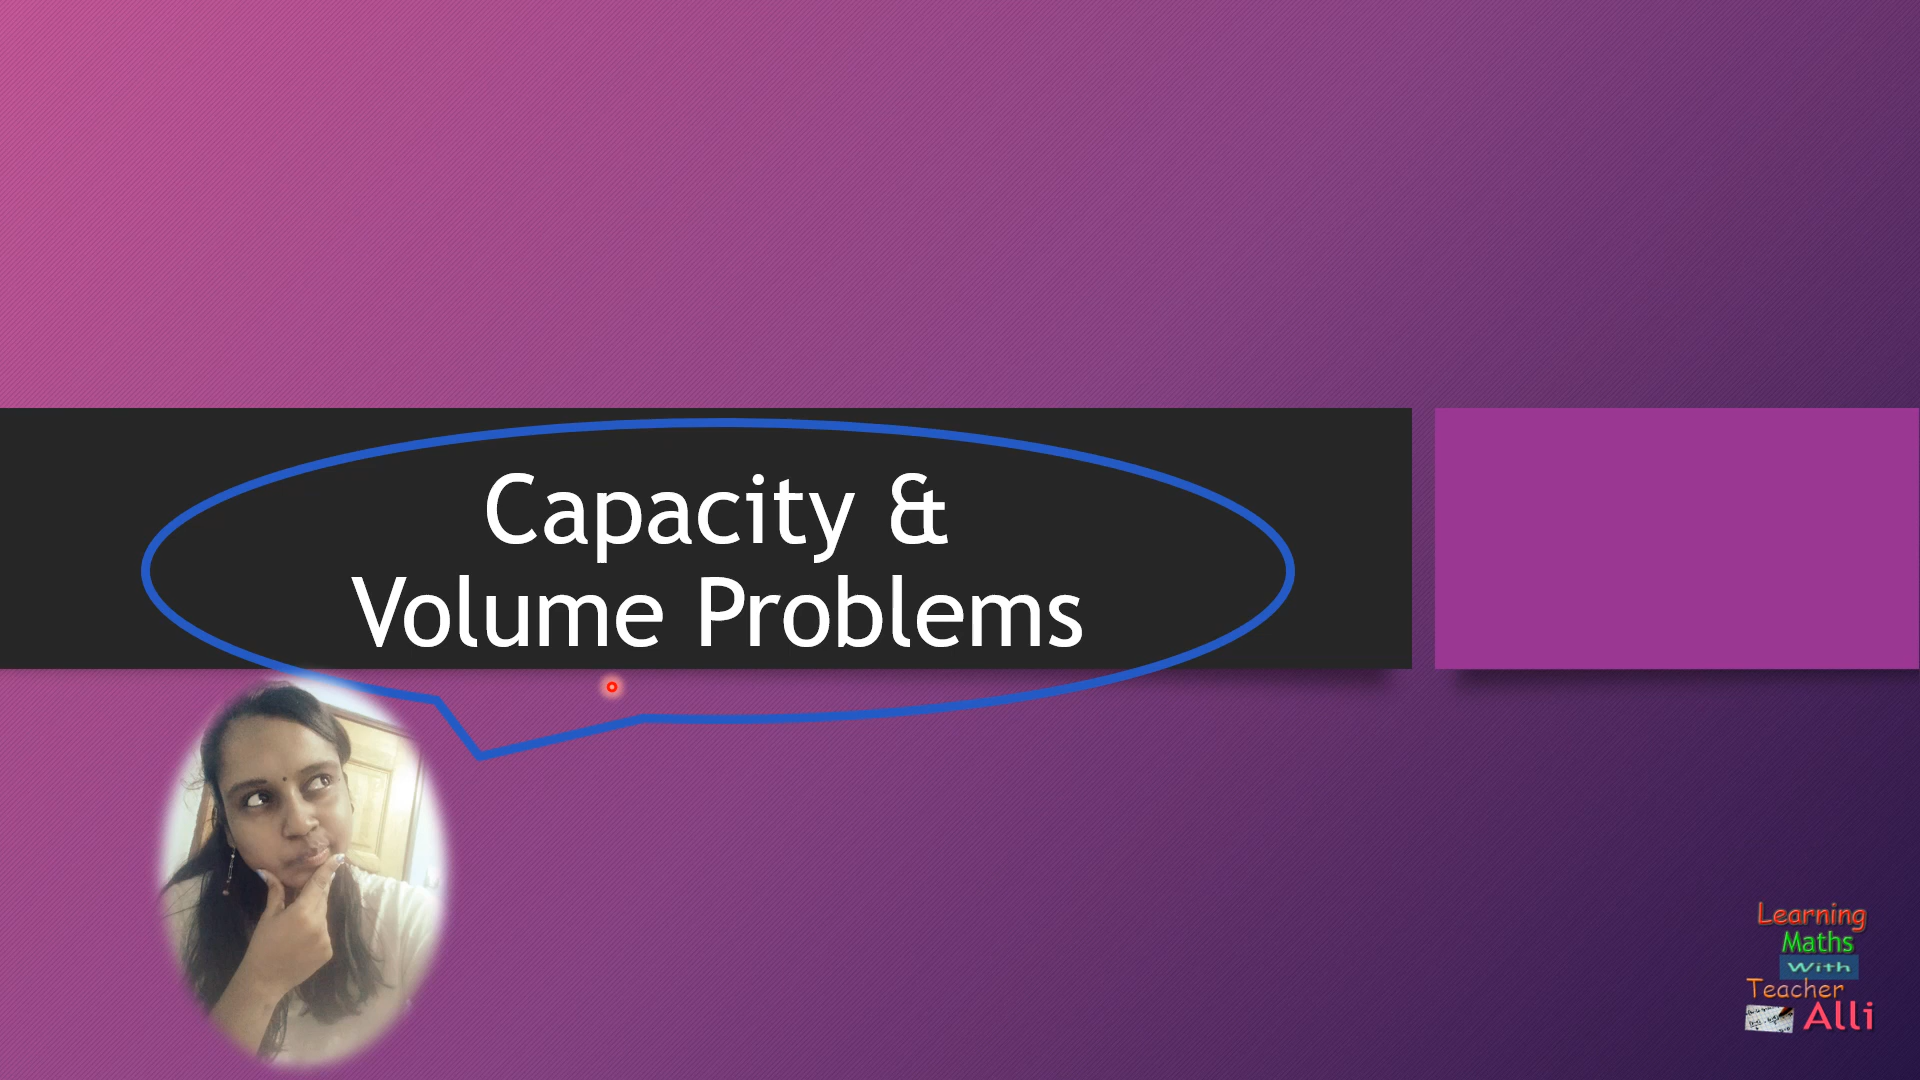 Capacity &
Volume Problems
Learning
Maths
With
Teacher
Alli